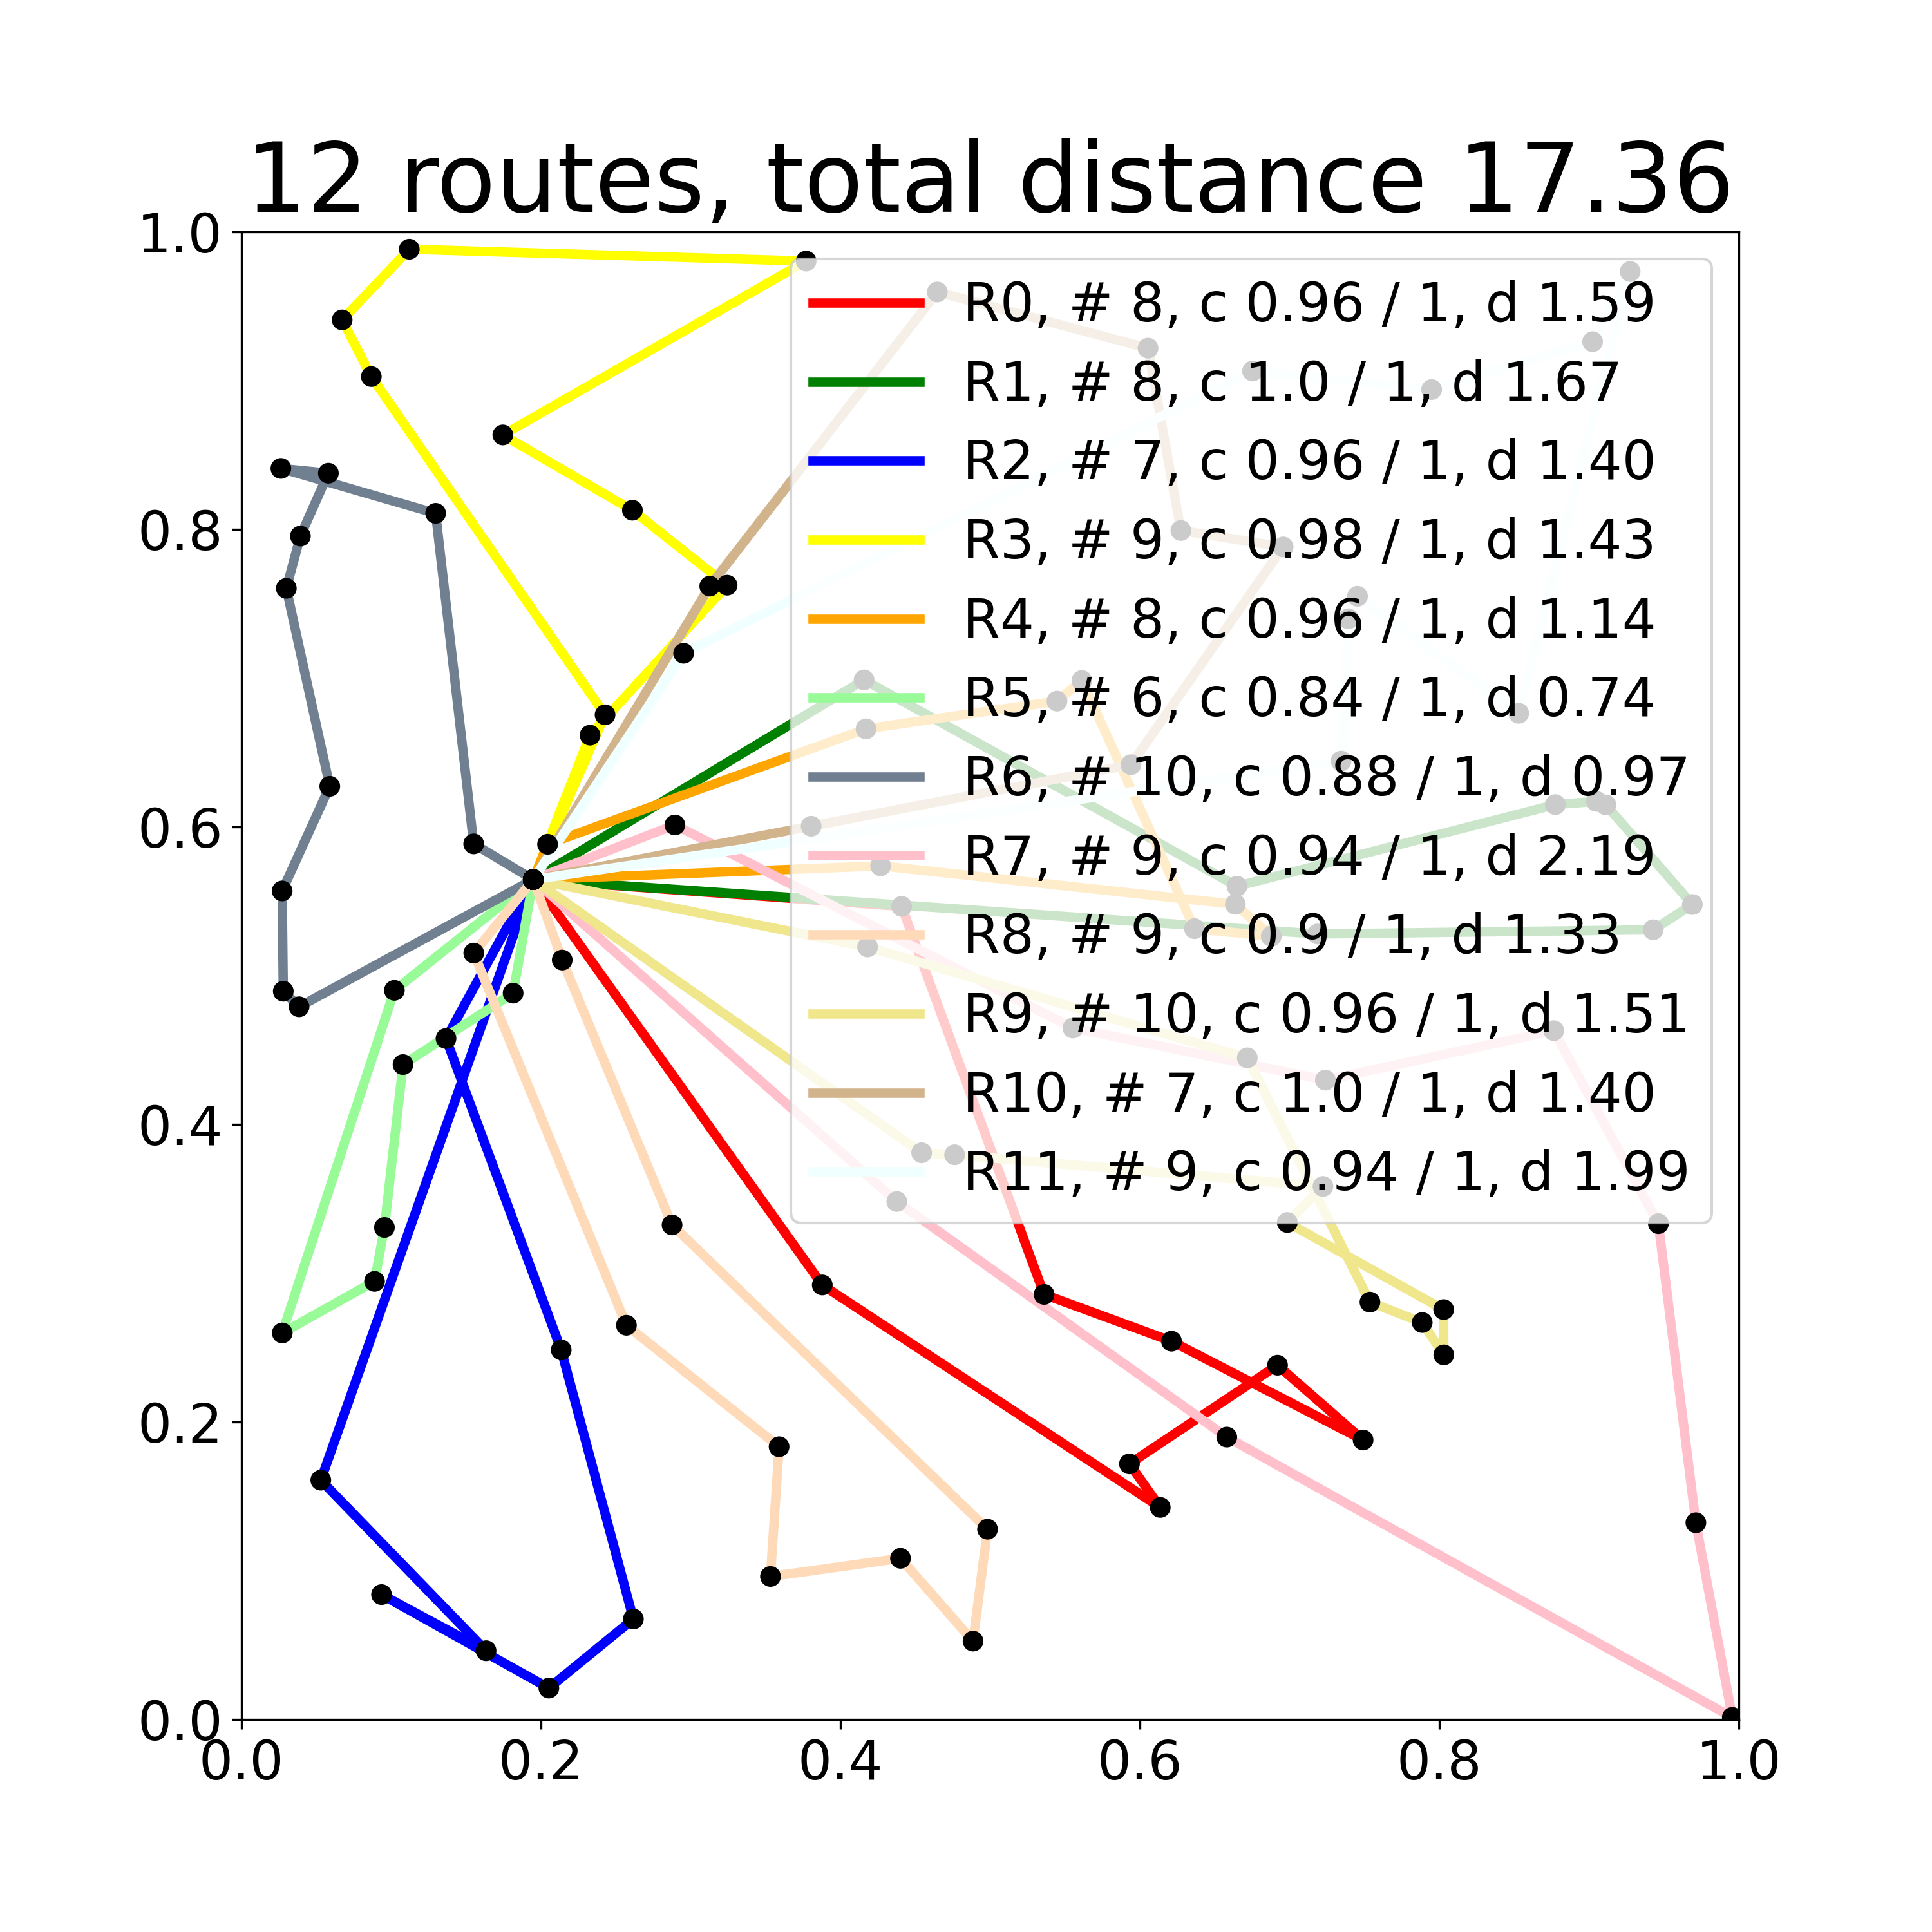 12 routes, total distance 17.36
1.0
0.8
0.6
0.4
0.2
0.0
0.0 0.2 0.4 0.6 0.8 1.0
R0, # 8, c 0.96 / 1, d 1.59
R1, # 8, c 1.0 / 1, d 1.67
R2, # 7, c 0.96 / 1, d 1.40
R3, # 9, c 0.98 / 1, d 1.43
R4, # 8, c 0.96 / 1, d 1.14
R5, # 6, c 0.84 / 1, d 0.74
R6, # 10, c 0.88 / 1, d 0.97
R7, # 9, c 0.94 / 1, d 2.19
R8, # 9, c 0.9 / 1, d 1.33
R9, # 10, c 0.96 / 1, d 1.51
R10, # 7, c 1.0 / 1, d 1.40
R11, # 9, c 0.94 / 1, d 1.99